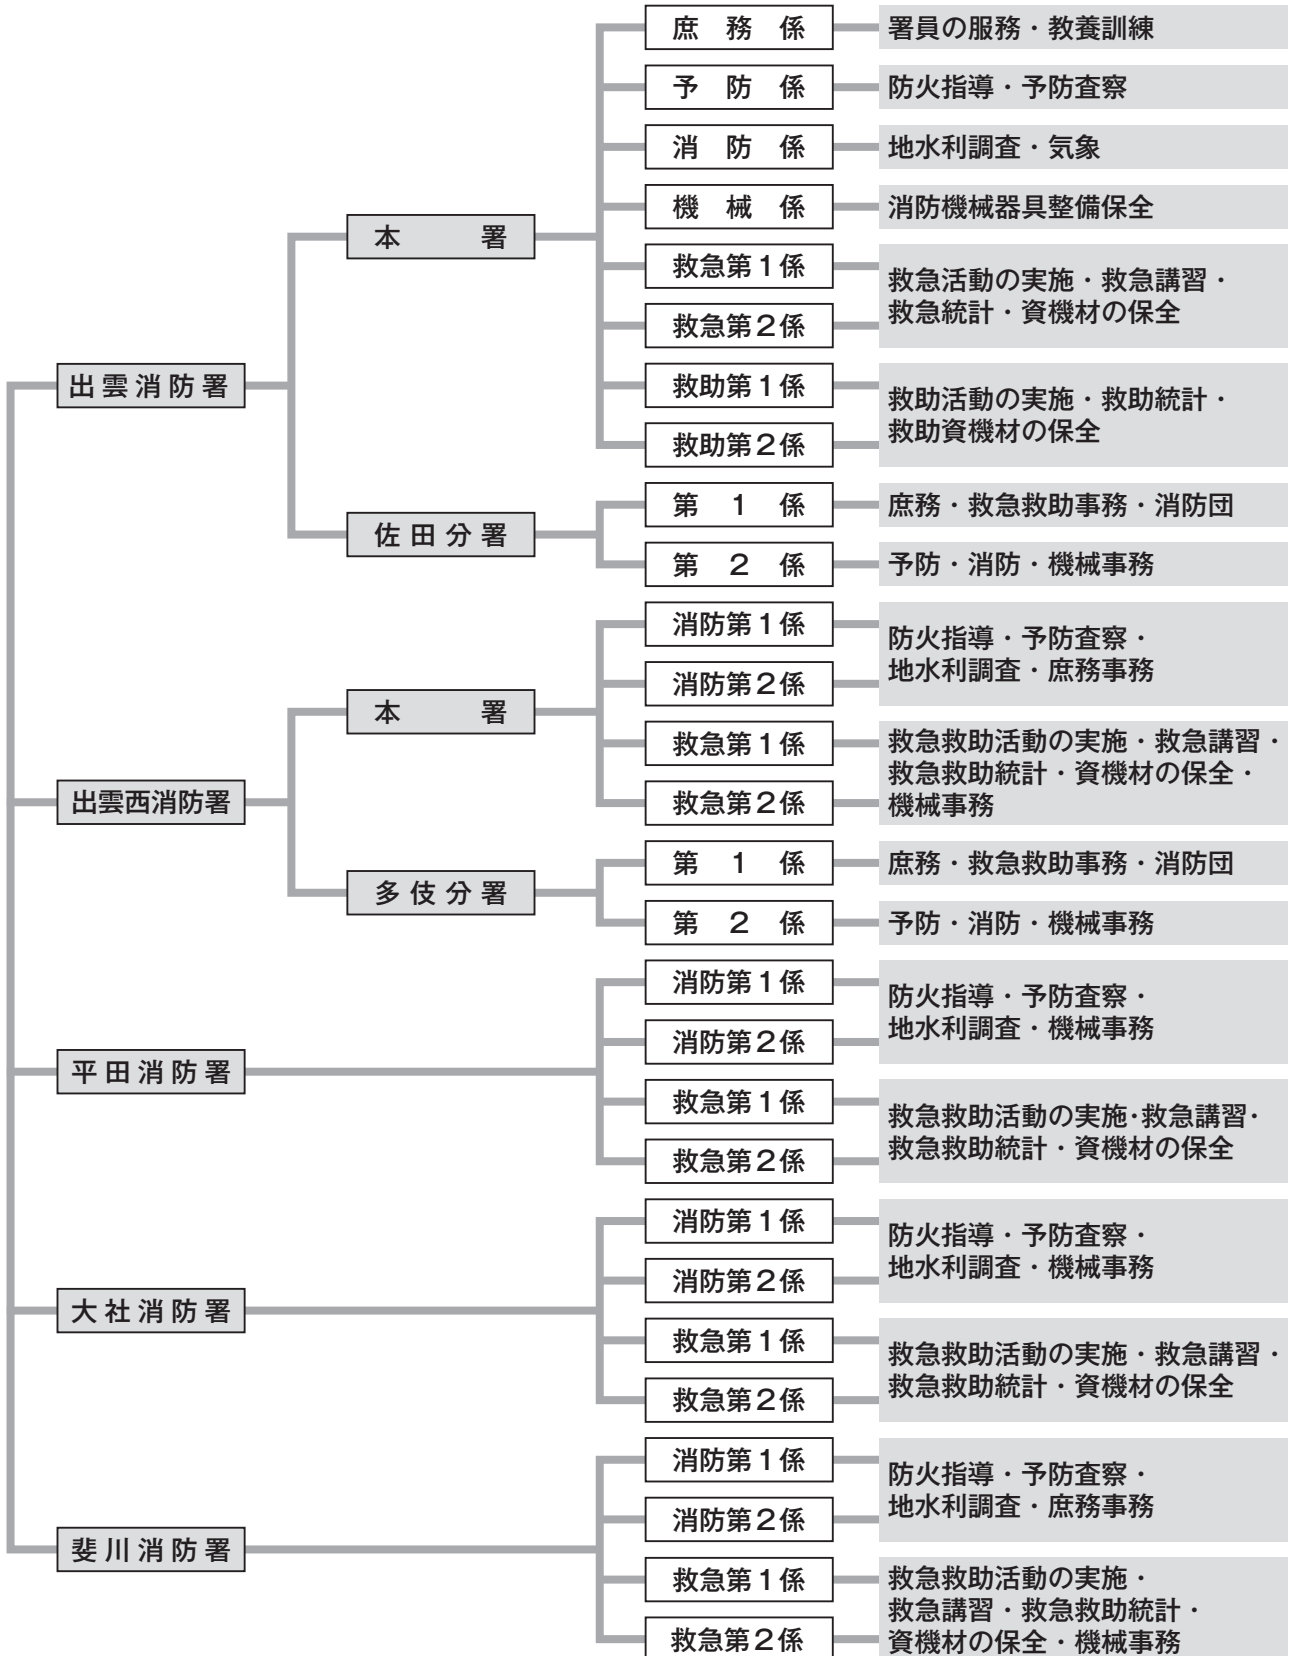 庶務係
署員の服務・教養訓練
予防係
防火指導・予防査察
消防係
地水利調査・気象
機械係
消防機械器具整備保全
本署
救急第1係
救急活動の実施・救急講習・
救急統計・資機材の保全
救急第2係
出雲消防署
救助第1係
救助活動の実施・救助統計・
救助資機材の保全
救助第2係
佐田分署
第1係
庶務・救急救助事務・消防団
第2係
予防・消防・機械事務
消防第1係
防火指導・予防査察・
地水利調査・庶務事務
消防第2係
本署
救急第1係
救急救助活動の実施・救急講習・
救急救助統計・資機材の保全・
機械事務
救急第2係
出雲西消防署
多伎分署
第1係
庶務・救急救助事務・消防団
第2係
予防・消防・機械事務
消防第1係
防火指導・予防査察・
地水利調査・機械事務
消防第2係
平田消防署
救急第1係
救急救助活動の実施・救急講習・
救急救助統計・資機材の保全
救急第2係
消防第1係
防火指導・予防査察・
地水利調査・機械事務
消防第2係
大社消防署
救急第1係
救急救助活動の実施・救急講習・
救急救助統計・資機材の保全
救急第2係
消防第1係
防火指導・予防査察・
地水利調査・庶務事務
消防第2係
斐川消防署
救急第1係
救急救助活動の実施・
救急講習・救急救助統計・
資機材の保全・機械事務
救急第2係